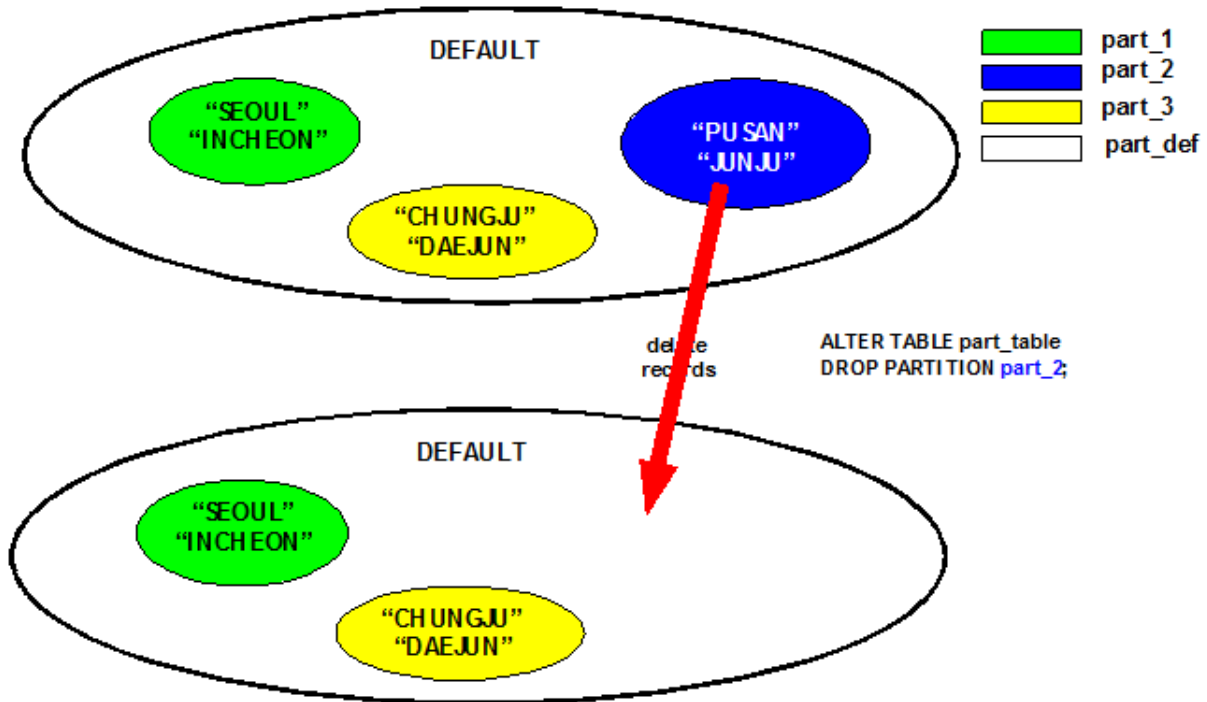 DEFAULT
“SEOUL”
“INCHEON”
“PUSAN”
“JUNJU”
“CHUNGJU”
“DAEJUN”
part_1
part_2
part_3
part_def
delete
records
ALTER TABLE part_table
DROP PARTITION part_2;
DEFAULT
“SEOUL”
“INCHEON”
“CHUNGJU”
“DAEJUN”